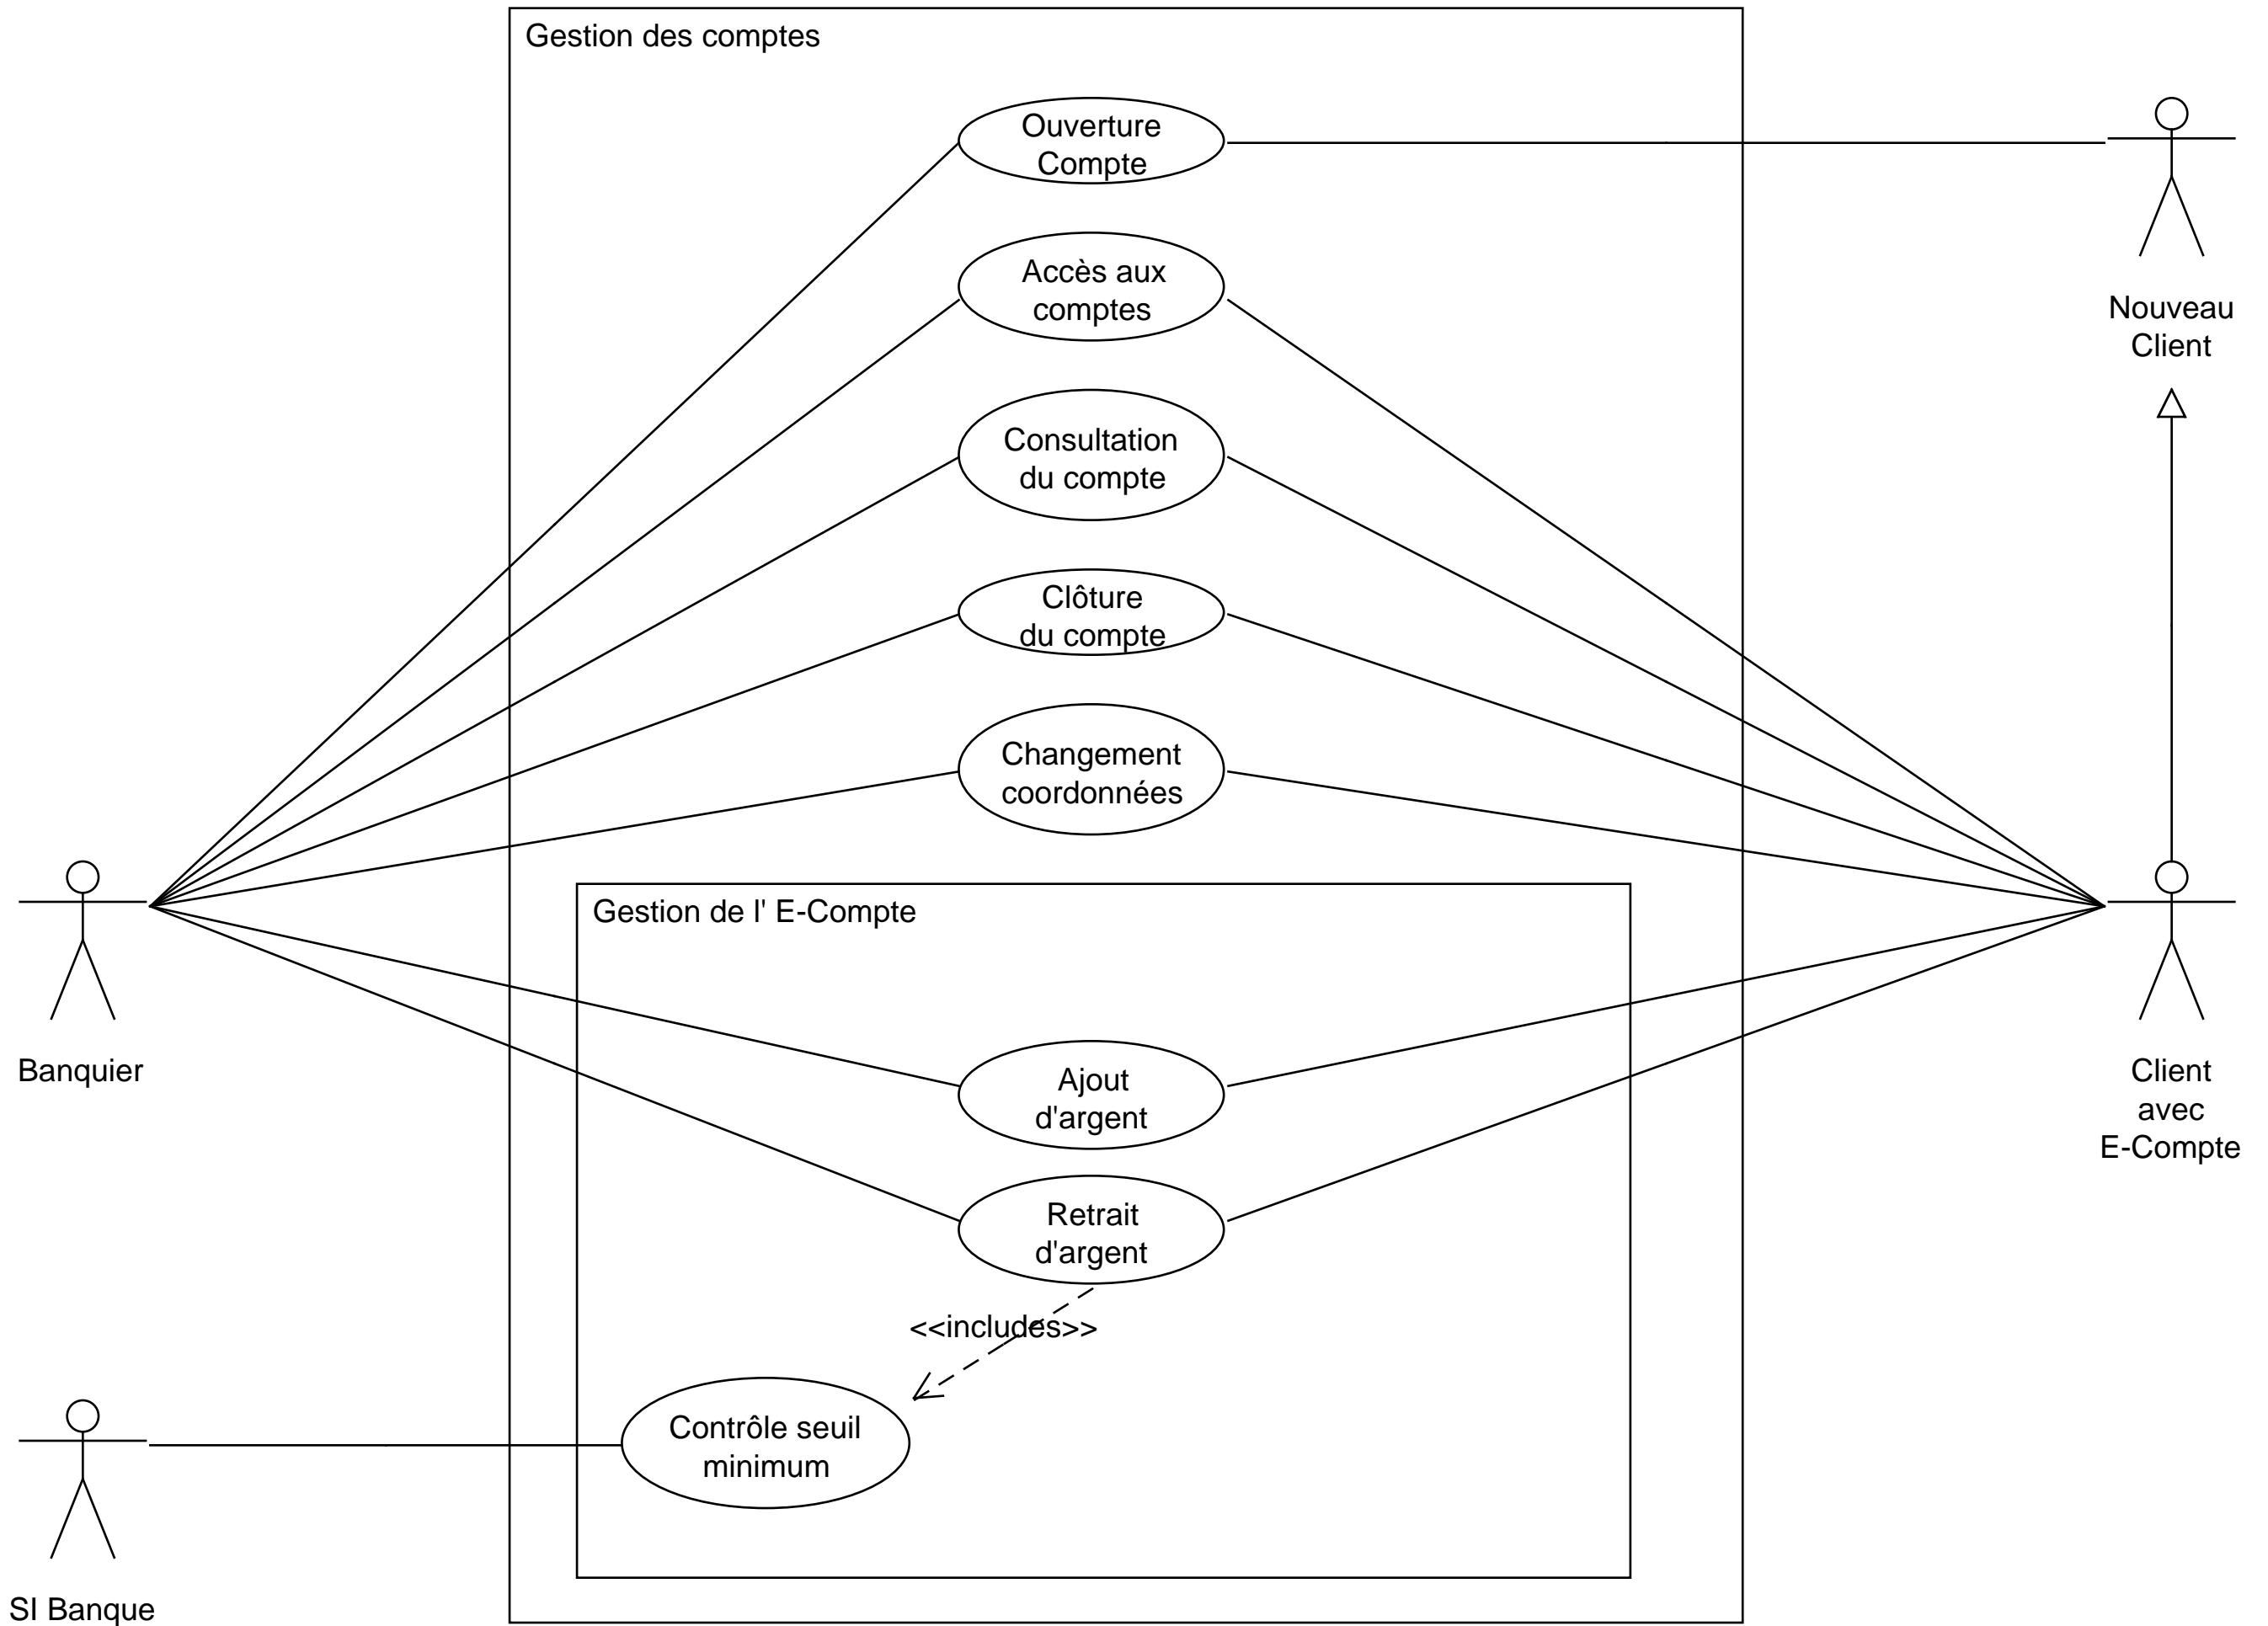 Gestion des comptes
Ouverture
Compte
Accès aux
comptes
Nouveau
Client
Consultation
du compte
Clôture
du compte
Changement
coordonnées
Gestion de l' E-Compte
Banquier
Ajout
d'argent
Client
avec
E-Compte
Retrait
d'argent
<<includes>>
Contrôle seuil
minimum
SI Banque